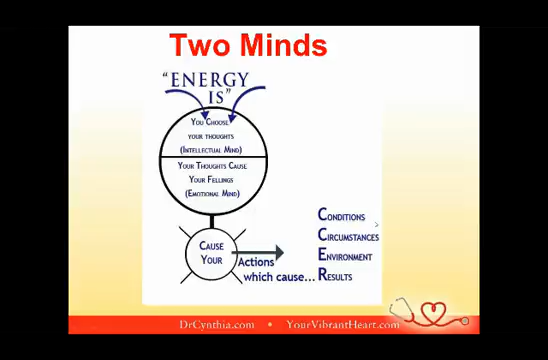 Two Minds
"ENERGY
IS"
YOU CHOOSE
YOUR THOUGHTS
(INTELLECTUAL MIND)
YOUR THOUGHTS CAUSE
YOUR FELLINGS
(EMOTIONAL MIND)
CAUSE
YOUR
Actions
which cause...
CONDITIONS
CIRCUMSTANCES
ENVIRONMENT
RESULTS
DrCynthia.com • YourVibrantHeart.com